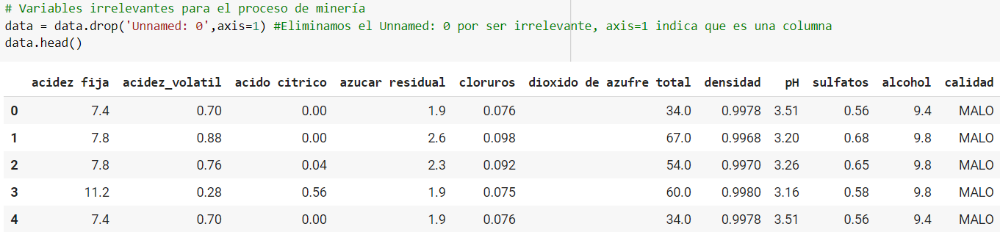 # Variables irrelevantes para el proceso de minería
data = data.drop('Unnamed: 0',axis=1) #Eliminamos el Unnamed: 0 por ser irrelevante, axis=1 indica que es una columna
data.head()
acidez fija acidez_volatil acido citrico azucar residual cloruros dioxido de azufre total densidad pH sulfatos alcohol calidad
0 7.4 0.70 0.00 1.9 0.076 34.0 0.9978 3.51 0.56 9.4 MALO
1 7.8 0.88 0.00 2.6 0.098 67.0 0.9968 3.20 0.68 9.8 MALO
2 7.8 0.76 0.04 2.3 0.092 54.0 0.9970 3.26 0.65 9.8 MALO
3 11.2 0.28 0.56 1.9 0.075 60.0 0.9980 3.16 0.58 9.8 MALO
4 7.4 0.70 0.00 1.9 0.076 34.0 0.9978 3.51 0.56 9.4 MALO